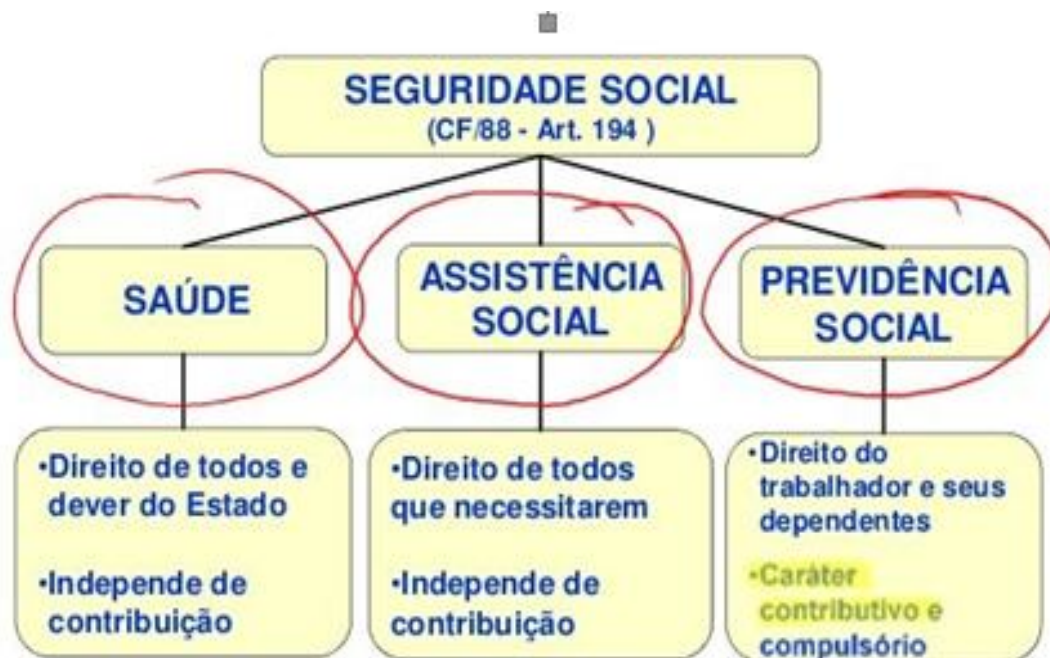 SEGURIDADE SOCIAL
(CF/88 - Art. 194 )
SAÚDE
ASSISTÊNCIA
SOCIAL
PREVIDÊNCIA
SOCIAL
•Direito de todos e
dever do Estado
•Independe de
contribuição
•Direito de todos
que necessitarem
•Independe de
contribuição
•Direito do
trabalhador e seus
dependentes
•Caráter
contributivo e
compulsório